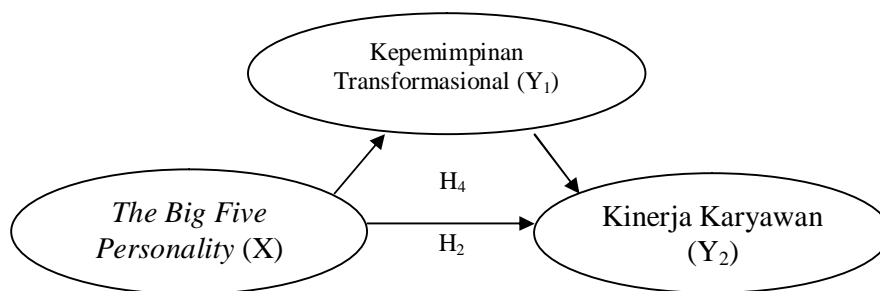 Kepemimpinan
Transformasional (Y₁)
H₄
The Big Five
Personality (X)
H₂
Kinerja Karyawan
(Y₂)